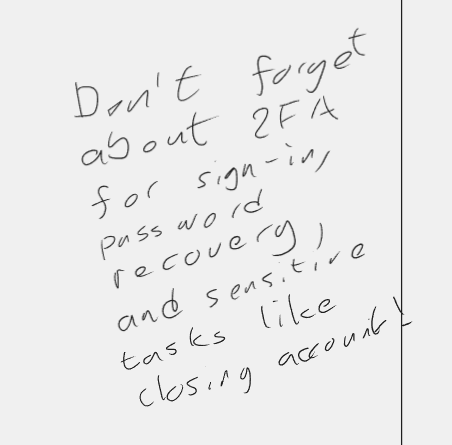 Don't forget
about 2FA
for sign-in,
password
recovery,
and sensitive
tasks like
closing account!